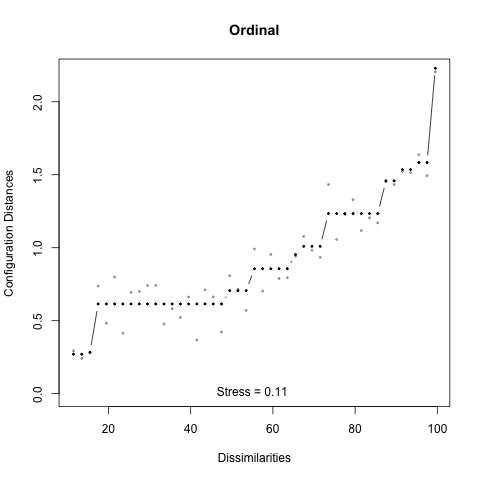 Ordinal
Configuration Distances
2.0
1.5
1.0
0.5
0.0
Stress = 0.11
20 40 60 80 100
Dissimilarities